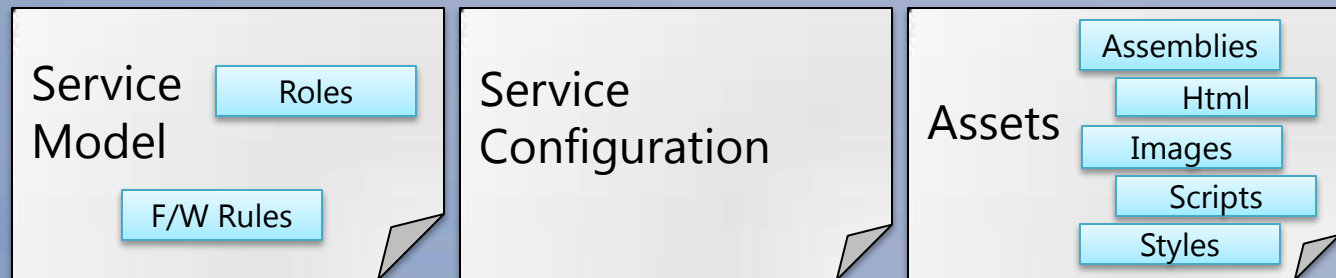 Service
Model
Roles
F/W Rules
Service
Configuration
Assets
Assemblies
Html
Images
Scripts
Styles